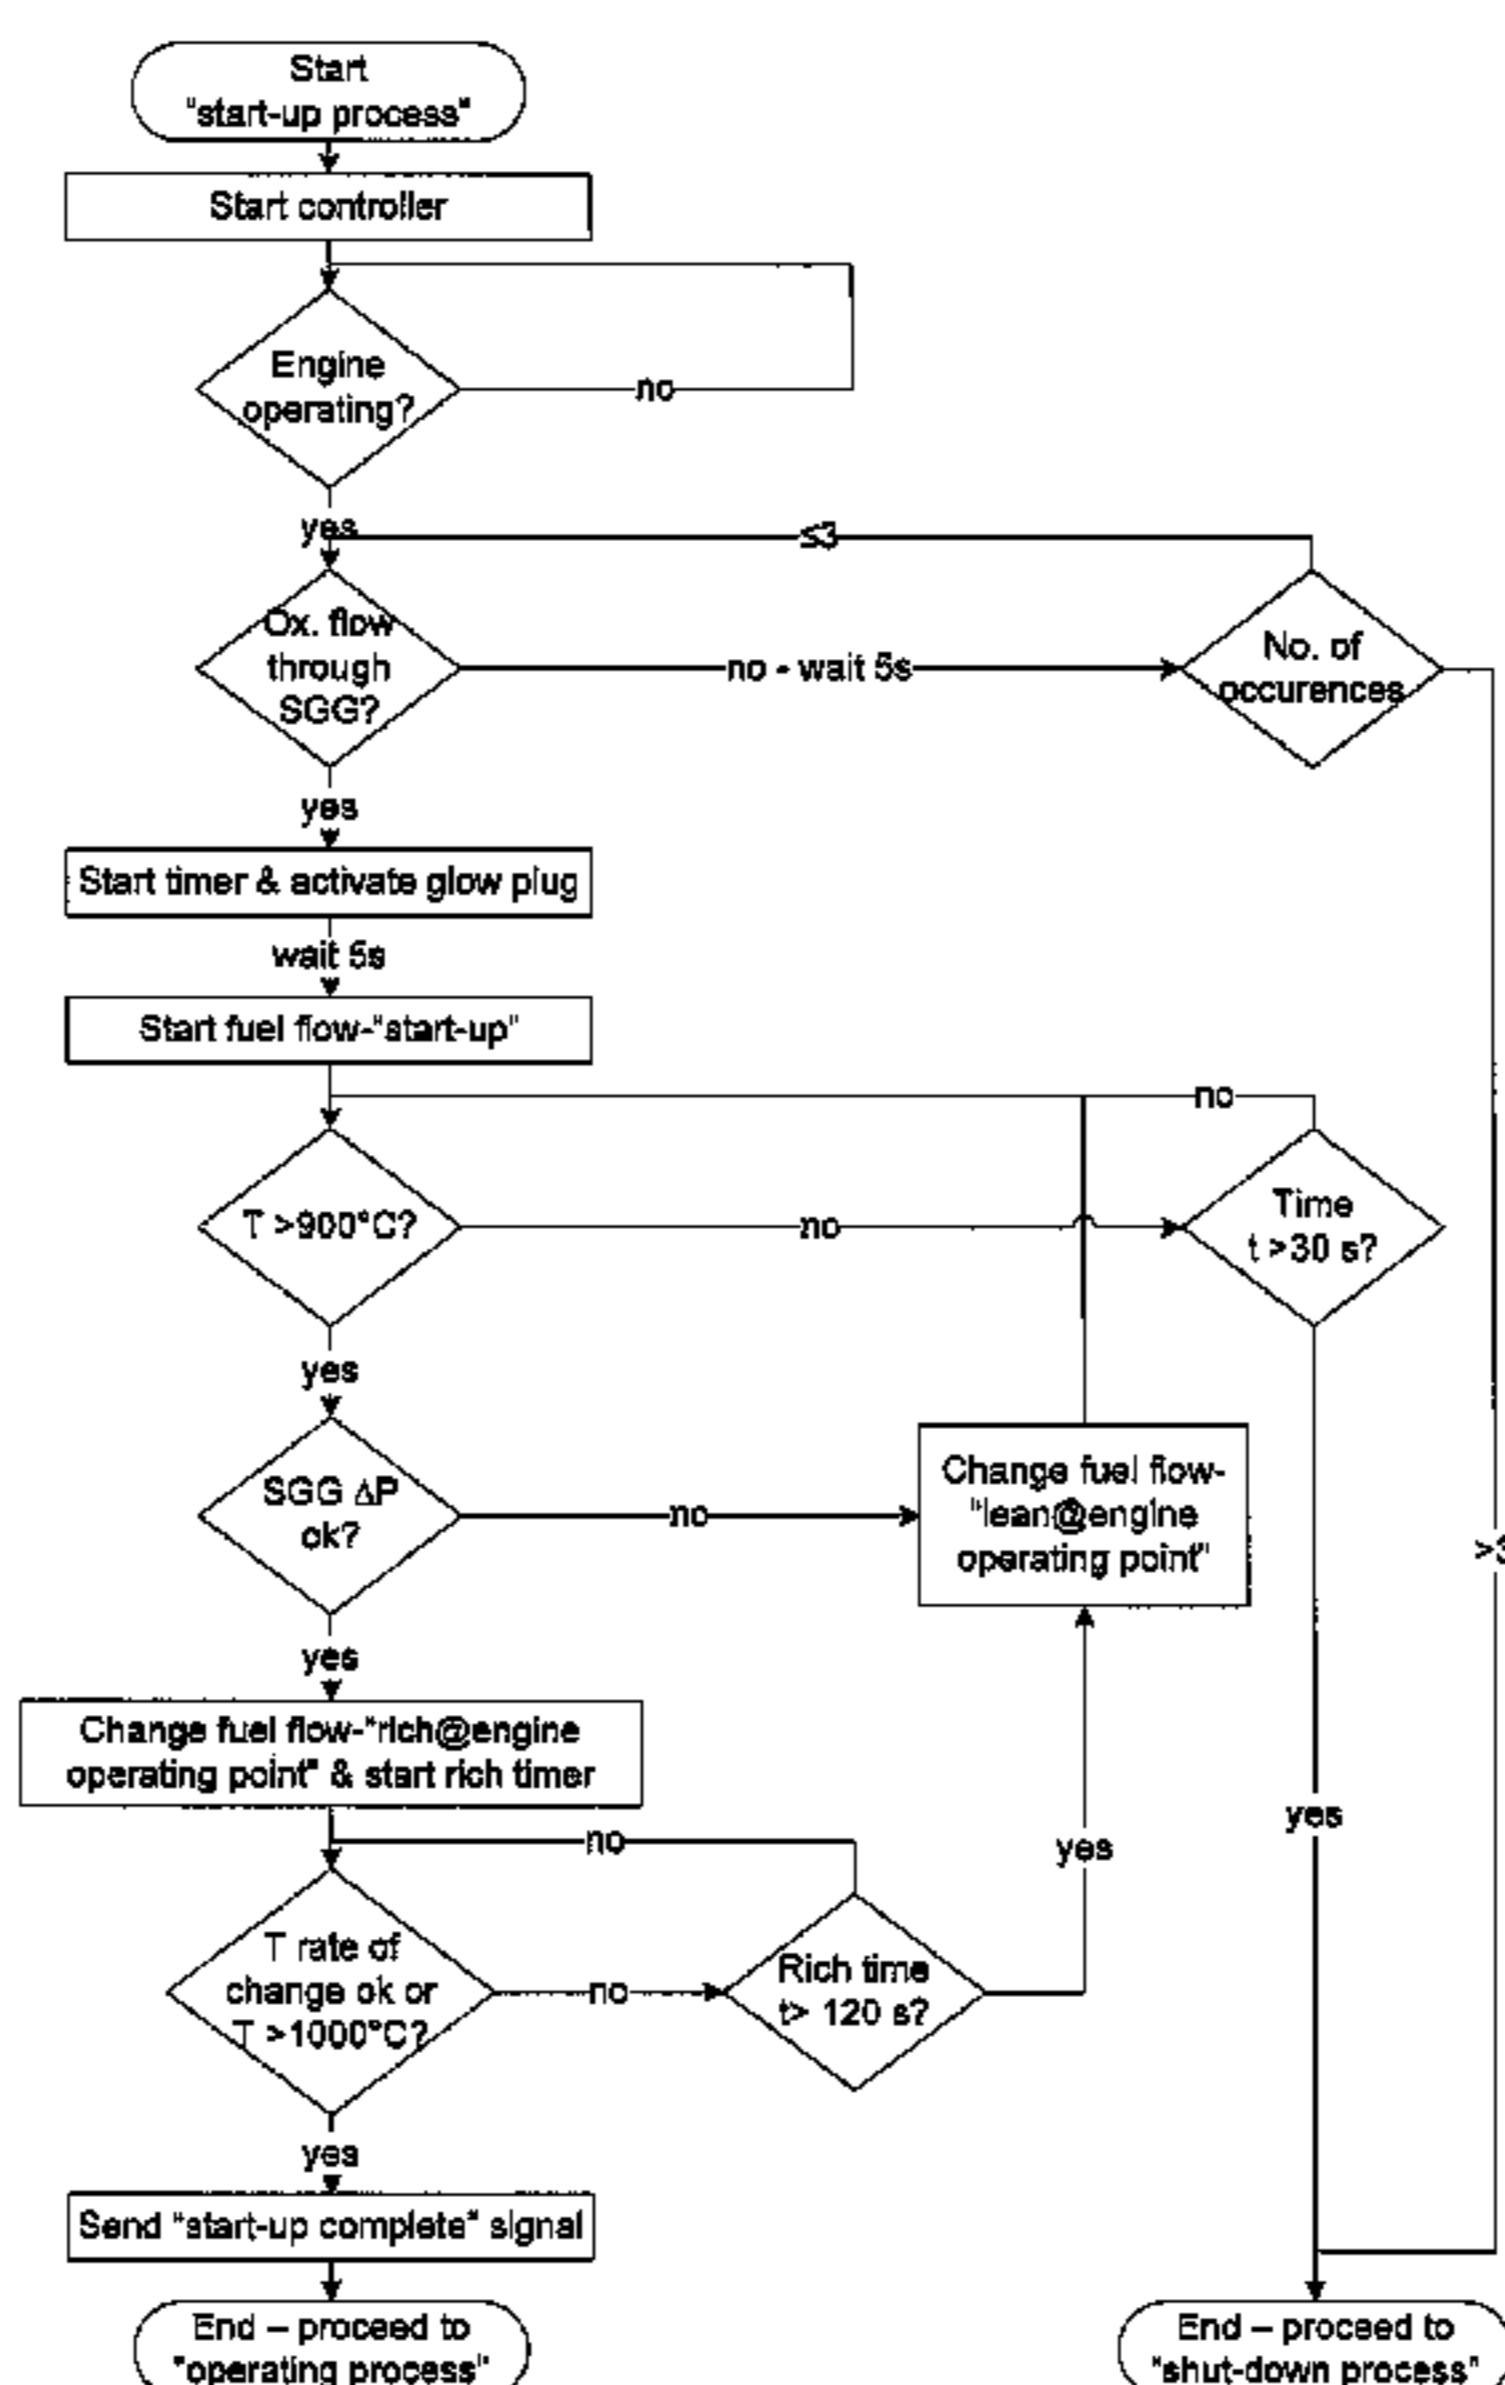 Start
"start-up process"
Start controller
Engine
operating?
no
yes
≤3
Ox. flow
through
SGG?
no - wait 5s
No. of
occurences
yes
Start timer & activate glow plug
wait 5s
Start fuel flow-"start-up"
no
T >900°C?
no
Time
t >30 s?
yes
SGG ΔP
ok?
no
Change fuel flow-
"lean@engine
operating point"
>3
yes
Change fuel flow-"rich@engine
operating point" & start rich timer
no
yes
yes
T rate of
change ok or
T >1000°C?
no
Rich time
t> 120 s?
yes
Send "start-up complete" signal
End – proceed to
"operating process"
End – proceed to
"shut-down process"